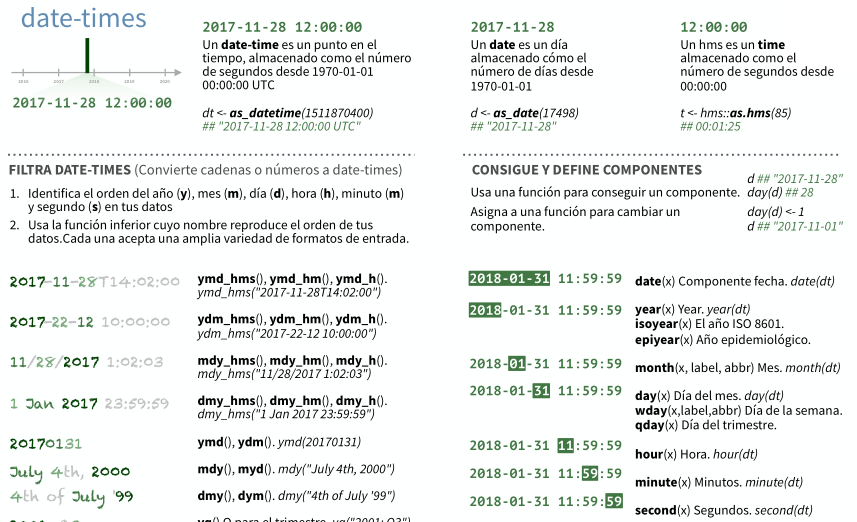 date-times
2017-11-28 12:00:00
2017-11-28 12:00:00
Un date-time es un punto en el
tiempo, almacenado como el número
de segundos desde 1970-01-01
00:00:00 UTC
dt <- as_datetime(1511870400)
## "2017-11-28 12:00:00 UTC"
2017-11-28
Un date es un día
almacenado cómo el
número de días desde
1970-01-01
d <- as_date(17498)
## "2017-11-28"
12:00:00
Un hms es un time
almacenado como el
número de segundos desde
00:00:00
t <- hms::as.hms(85)
## 00:01:25
FILTRA DATE-TIMES (Convierte cadenas o números a date-times)
1. Identifica el orden del año (y), mes (m), día (d), hora (h), minuto (m)
y segundo (s) en tus datos
2. Usa la función inferior cuyo nombre reproduce el orden de tus
datos.Cada una acepta una amplia variedad de formatos de entrada.
2017-11-28T14:02:00
ymd_hms(), ymd_hm(), ymd_h().
ymd_hms("2017-11-28T14:02:00")
2017-22-12 10:00:00
ydm_hms(), ydm_hm(), ydm_h().
ydm_hms("2017-22-12 10:00:00")
11/28/2017 1:02:03
mdy_hms(), mdy_hm(), mdy_h().
mdy_hms("11/28/2017 1:02:03")
1 Jan 2017 23:59:59
dmy_hms(), dmy_hm(), dmy_h().
dmy_hms("1 Jan 2017 23:59:59")
20170131
ymd(), ydm(). ymd(20170131)
July 4th, 2000
mdy(), myd(). mdy("July 4th, 2000")
4th of July '99
dmy(), dym(). dmy("4th of July '99")
yq() Q para el trimestre. yq("2001: Q3")
CONSIGUE Y DEFINE COMPONENTES
Usa una función para conseguir un componente.
d ## "2017-11-28"
day(d) ## 28
Asigna a una función para cambiar un
componente.
day(d) <- 1
d ## "2017-11-01"
2018-01-31 11:59:59
date(x) Componente fecha. date(dt)
2018-01-31 11:59:59
year(x) Year. year(dt)
isoyear(x) El año ISO 8601.
epiyear(x) Año epidemiológico.
2018-01-31 11:59:59
month(x, label, abbr) Mes. month(dt)
2018-01-31 11:59:59
day(x) Día del mes. day(dt)
wday(x,label,abbr) Día de la semana.
qday(x) Día del trimestre.
2018-01-31 11:59:59
hour(x) Hora. hour(dt)
2018-01-31 11:59:59
minute(x) Minutos. minute(dt)
2018-01-31 11:59:59
second(x) Segundos. second(dt)